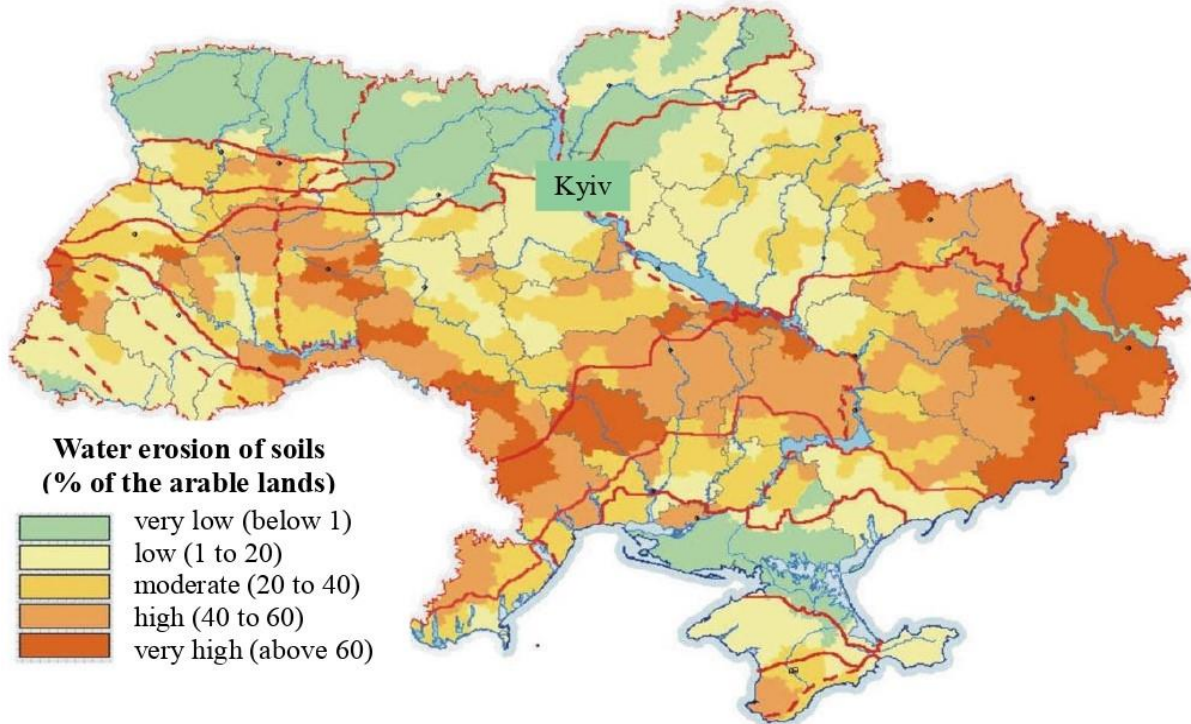 Kyiv
Water erosion of soils
(% of the arable lands)
very low (below 1)
low (1 to 20)
moderate (20 to 40)
high (40 to 60)
very high (above 60)